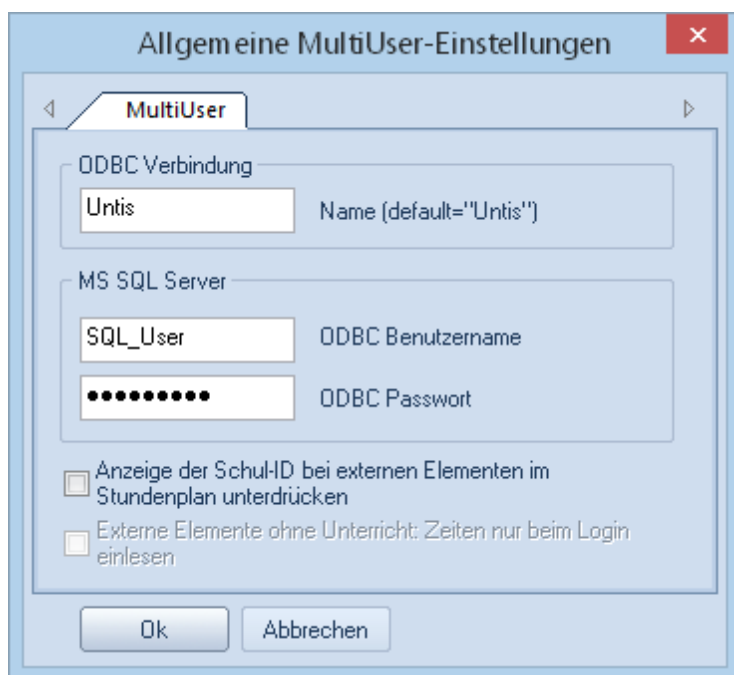 Allgemeine MultiUser-Einstellungen
MultiUser
ODBC Verbindung
Untis
Name (default="Untis")
MS SQL Server
SQL_User
ODBC Benutzername
●●●●●●●●●
ODBC Passwort
Anzeige der Schul-ID bei externen Elementen im
Stundenplan unterdrücken
Externe Elemente ohne Unterricht: Zeiten nur beim Login
einlesen
Ok
Abbrechen